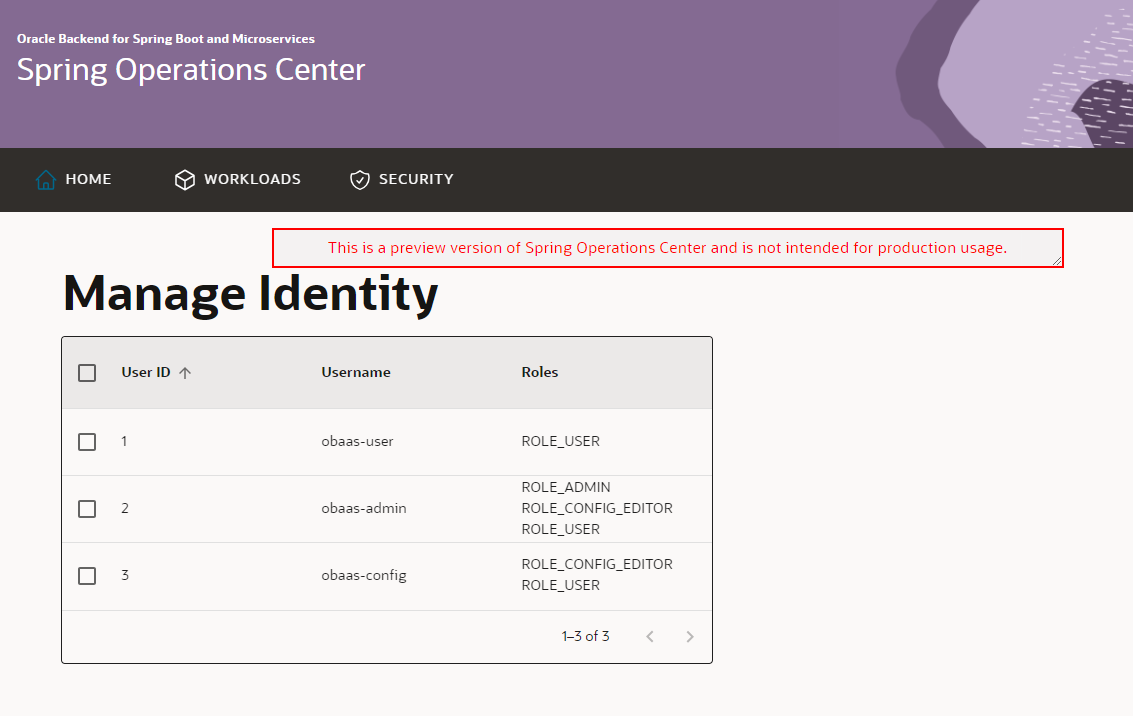 Oracle Backend for Spring Boot and Microservices
Spring Operations Center
HOME WORKLOADS SECURITY
This is a preview version of Spring Operations Center and is not intended for production usage.
Manage Identity
User ID Username Roles
1 obaas-user ROLE_USER
2 obaas-admin ROLE_ADMIN
ROLE_CONFIG_EDITOR
ROLE_USER
3 obaas-config ROLE_CONFIG_EDITOR
ROLE_USER
1–3 of 3